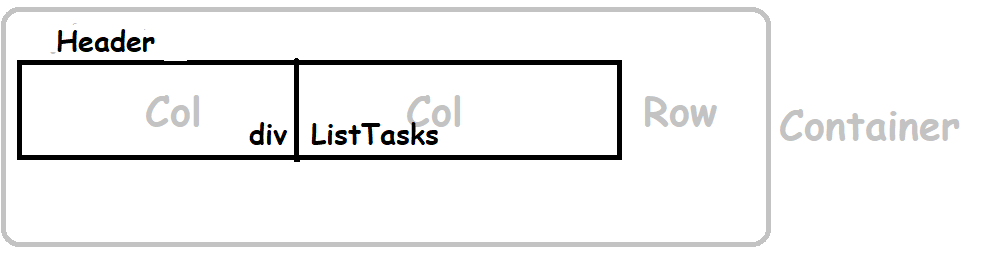 Header
Col Col Row
div ListTasks
Container